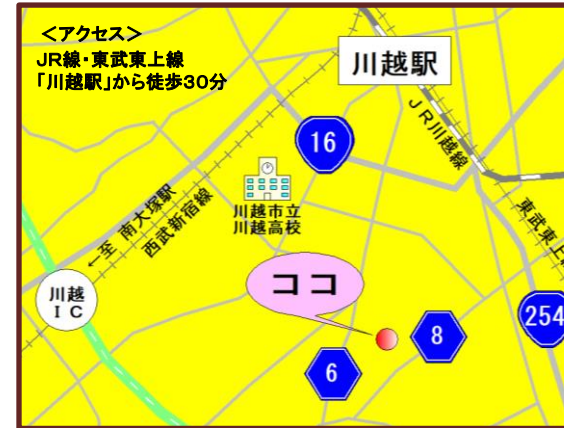 ＜アクセス＞
JR線・東武東上線
「川越駅」から徒歩30分
川越駅
JR川越線
16
川越市立
川越高校
←至 南大塚駅
西武新宿線
東武東上線
川越
IC
ココ
8
254
6